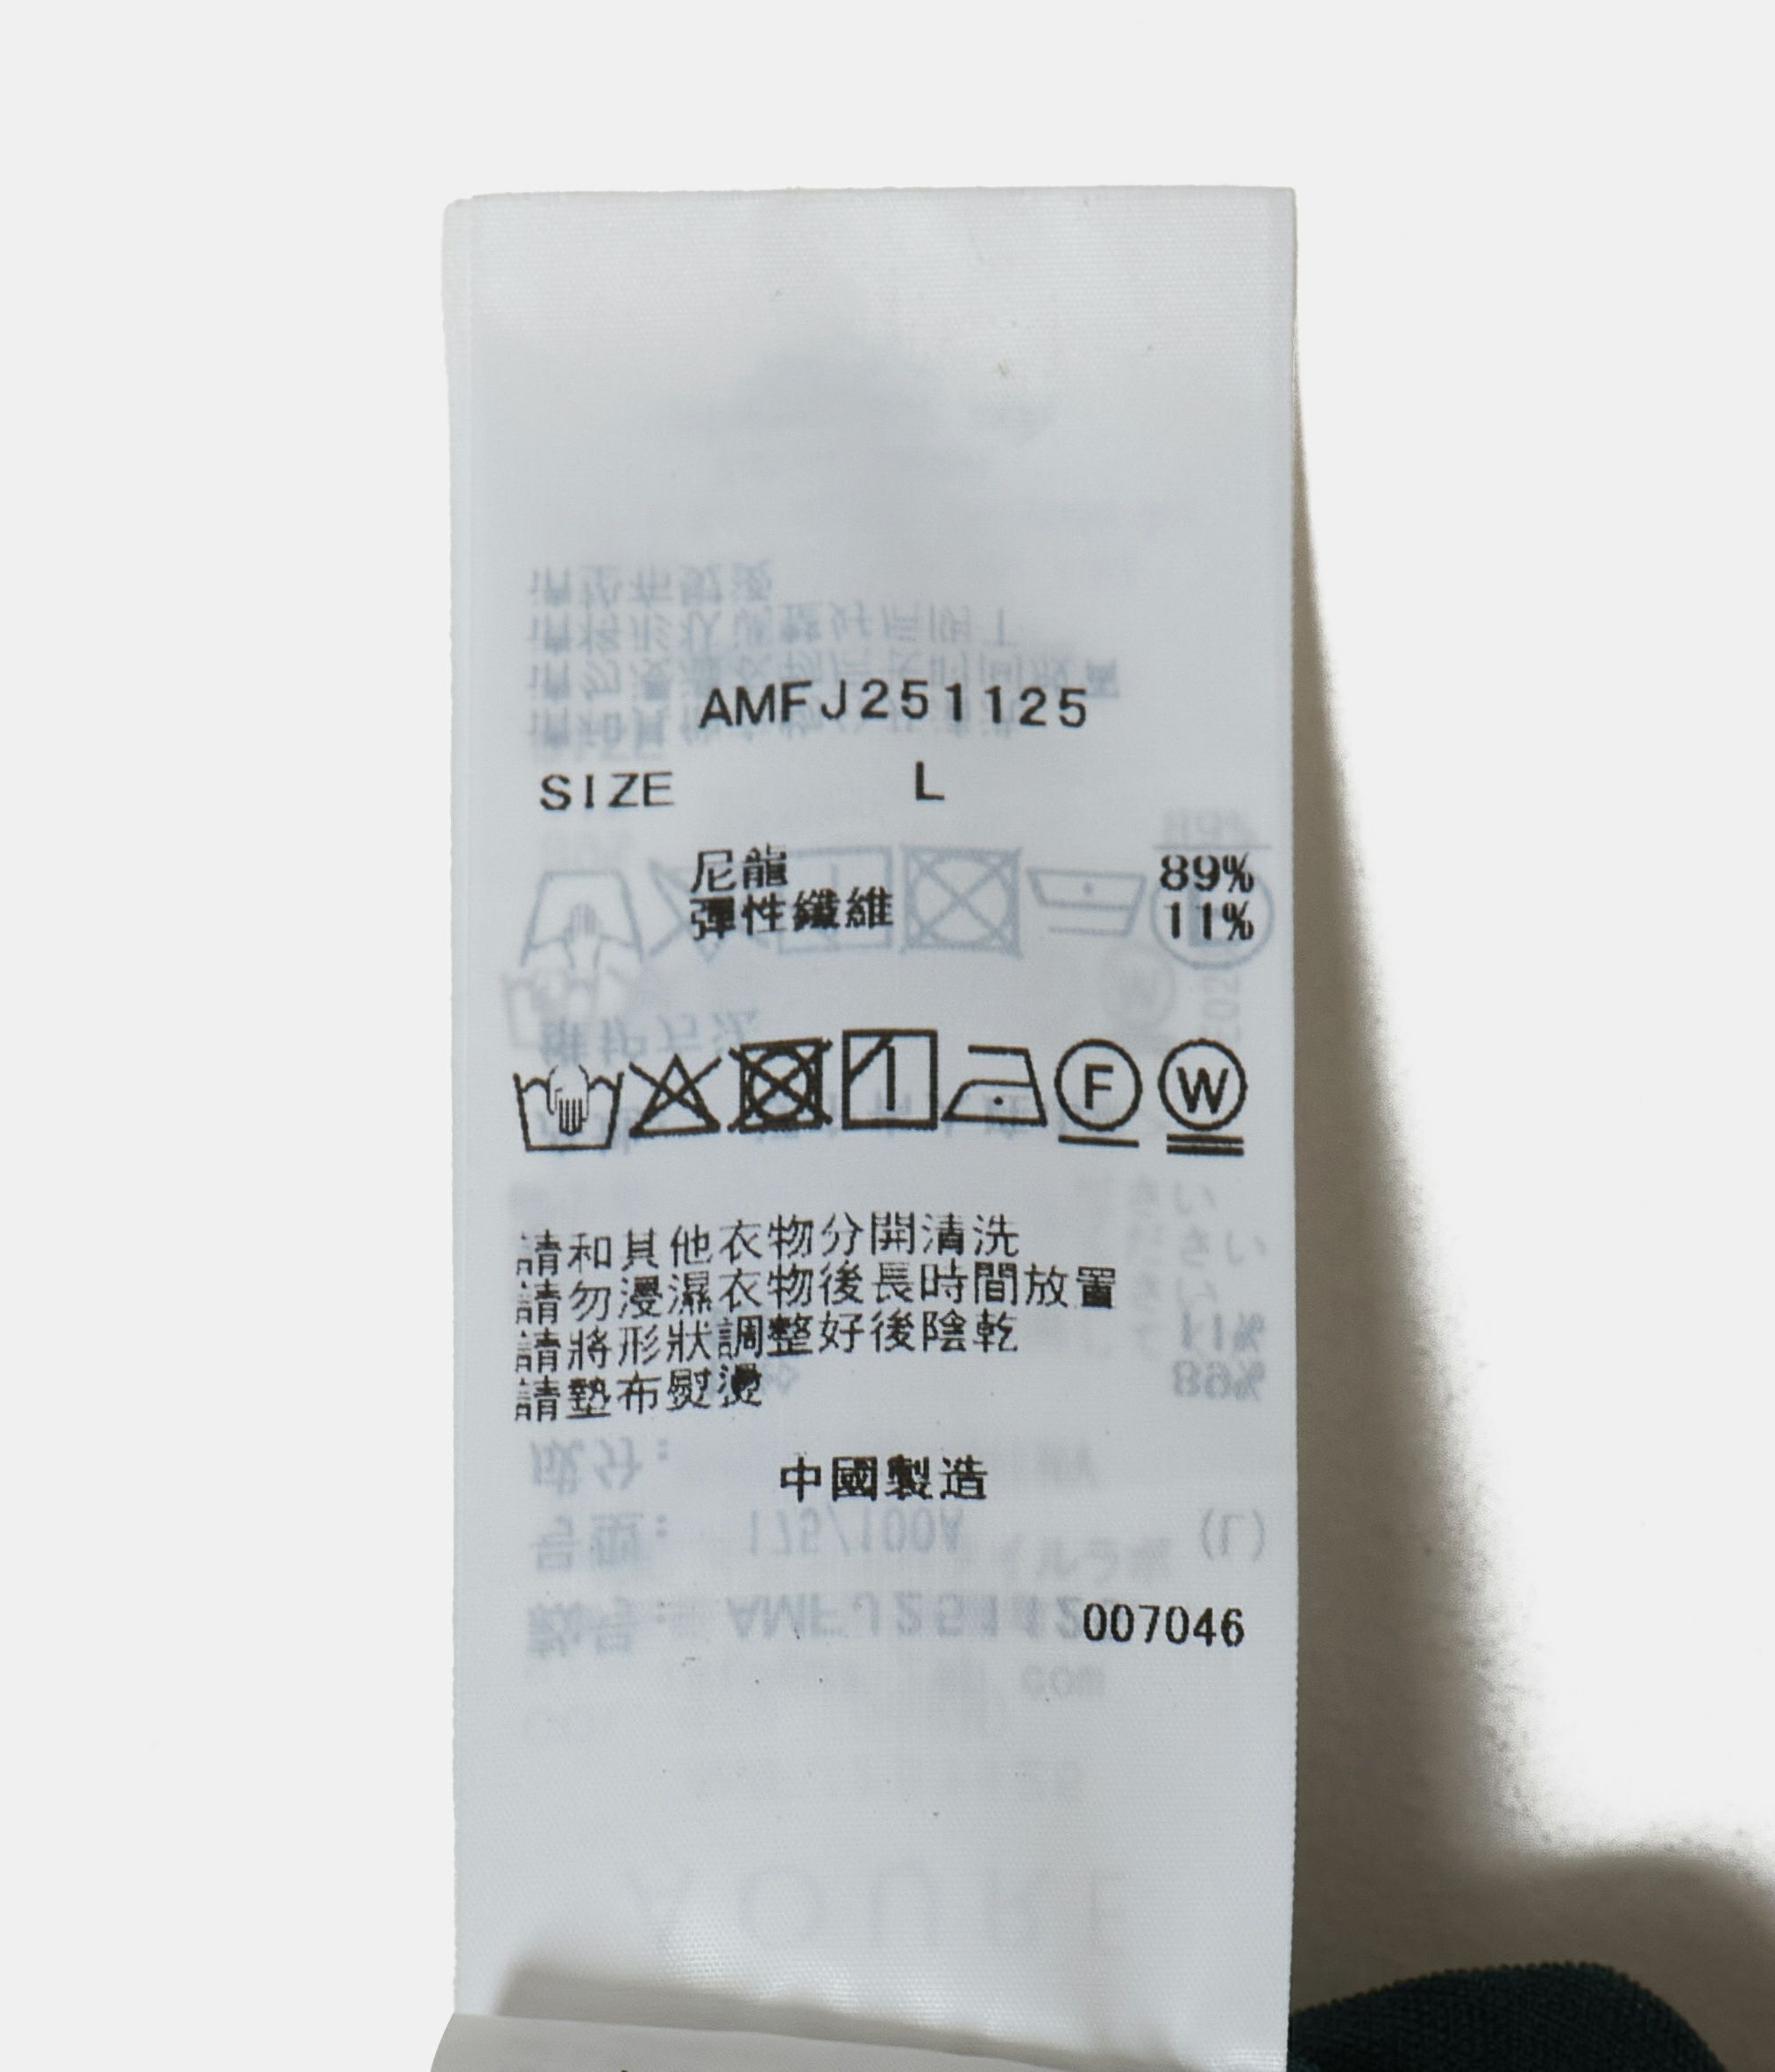 AMFJ251125
SIZE L
尼龍 89%
彈性纖維 11%
F W
請和其他衣物分開清洗
請勿浸濕衣物後長時間放置
請將形狀調整好後陰乾
請墊布熨燙
中國製造
007046